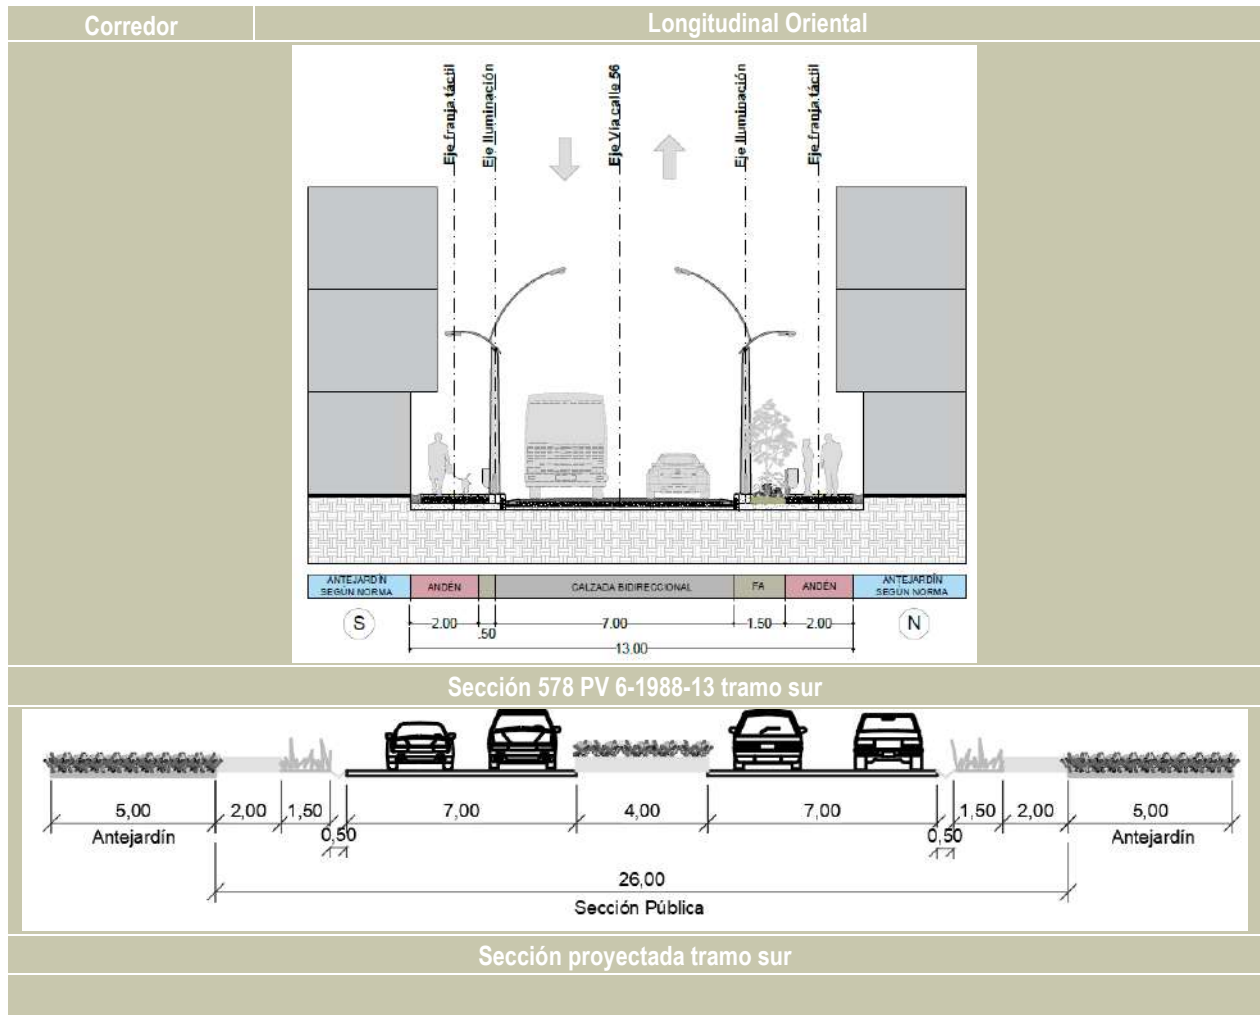 Corredor
Longitudinal Oriental
Eje franja táctil
Eje Iluminación
Eje Vía calle 56
Eje Iluminación
Eje franja táctil
ANTEJARDÍN
SEGÚN NORMA
ANDÉN
CALZADA BIDIRECCIONAL
FA
ANDÉN
ANTEJARDÍN
SEGÚN NORMA
S
2.00
.50
7.00
1.50
2.00
N
13.00
Sección 578 PV 6-1988-13 tramo sur
5,00
2,00
1,50
7,00
4,00
7,00
1,50
2,00
5,00
Antejardín
0,50
0,50
Antejardín
26,00
Sección Pública
Sección proyectada tramo sur